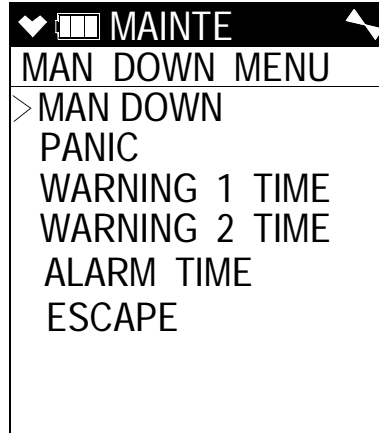 MAINTE
MAN DOWN MENU
>MAN DOWN
PANIC
WARNING 1 TIME
WARNING 2 TIME
ALARM TIME
ESCAPE